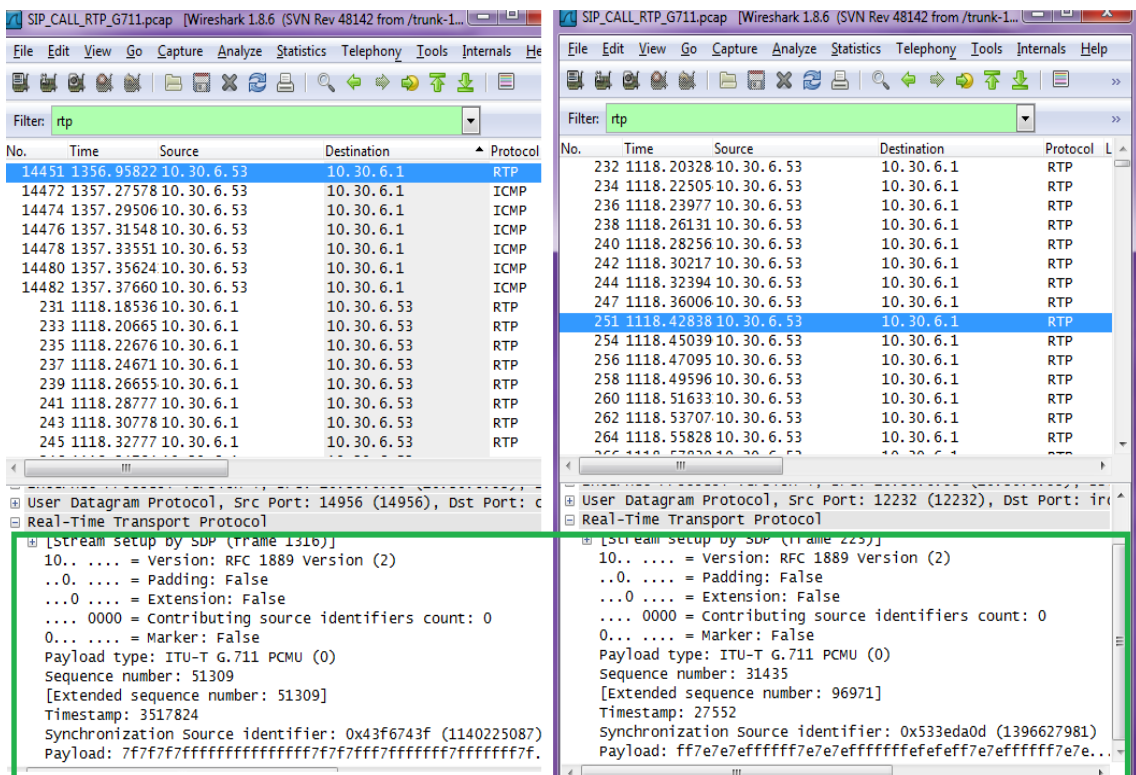 SIP_CALL_RTP_G711.pcap [Wireshark 1.8.6 (SVN Rev 48142 from /trunk-1...
File Edit View Go Capture Analyze Statistics Telephony Tools Internals He
Filter: rtp
No. Time Source Destination Protocol
14451 1356.95822 10.30.6.53 10.30.6.1 RTP
14472 1357.27578 10.30.6.53 10.30.6.1 ICMP
14474 1357.29506 10.30.6.53 10.30.6.1 ICMP
14476 1357.31548 10.30.6.53 10.30.6.1 ICMP
14478 1357.33551 10.30.6.53 10.30.6.1 ICMP
14480 1357.35624 10.30.6.53 10.30.6.1 ICMP
14482 1357.37660 10.30.6.53 10.30.6.1 ICMP
231 1118.18536 10.30.6.1 10.30.6.53 RTP
233 1118.20665 10.30.6.1 10.30.6.53 RTP
235 1118.22676 10.30.6.1 10.30.6.53 RTP
237 1118.24671 10.30.6.1 10.30.6.53 RTP
239 1118.26655 10.30.6.1 10.30.6.53 RTP
241 1118.28777 10.30.6.1 10.30.6.53 RTP
243 1118.30778 10.30.6.1 10.30.6.53 RTP
245 1118.32777 10.30.6.1 10.30.6.53 RTP
User Datagram Protocol, Src Port: 14956 (14956), Dst Port: c
Real-Time Transport Protocol
[Stream setup by SDP (frame 1316)]
10.. .... = Version: RFC 1889 Version (2)
..0. .... = Padding: False
...0 .... = Extension: False
.... 0000 = Contributing source identifiers count: 0
0... .... = Marker: False
Payload type: ITU-T G.711 PCMU (0)
Sequence number: 51309
[Extended sequence number: 51309]
Timestamp: 3517824
Synchronization Source identifier: 0x43f6743f (1140225087)
Payload: 7f7f7f7fffffffffffffffff7f7f7fff7fffffff7fffffff7f.
SIP_CALL_RTP_G711.pcap [Wireshark 1.8.6 (SVN Rev 48142 from /trunk-1...
File Edit View Go Capture Analyze Statistics Telephony Tools Internals Help
Filter: rtp
No. Time Source Destination Protocol L
232 1118.20328 10.30.6.53 10.30.6.1 RTP
234 1118.22505 10.30.6.53 10.30.6.1 RTP
236 1118.23977 10.30.6.53 10.30.6.1 RTP
238 1118.26131 10.30.6.53 10.30.6.1 RTP
240 1118.28256 10.30.6.53 10.30.6.1 RTP
242 1118.30217 10.30.6.53 10.30.6.1 RTP
244 1118.32394 10.30.6.53 10.30.6.1 RTP
247 1118.36006 10.30.6.53 10.30.6.1 RTP
251 1118.42838 10.30.6.53 10.30.6.1 RTP
254 1118.45039 10.30.6.53 10.30.6.1 RTP
256 1118.47095 10.30.6.53 10.30.6.1 RTP
258 1118.49596 10.30.6.53 10.30.6.1 RTP
260 1118.51633 10.30.6.53 10.30.6.1 RTP
262 1118.53707 10.30.6.53 10.30.6.1 RTP
264 1118.55828 10.30.6.53 10.30.6.1 RTP
User Datagram Protocol, Src Port: 12232 (12232), Dst Port: irc
Real-Time Transport Protocol
[Stream setup by SDP (frame 223)]
10.. .... = Version: RFC 1889 Version (2)
..0. .... = Padding: False
...0 .... = Extension: False
.... 0000 = Contributing source identifiers count: 0
0... .... = Marker: False
Payload type: ITU-T G.711 PCMU (0)
Sequence number: 31435
[Extended sequence number: 96971]
Timestamp: 27552
Synchronization Source identifier: 0x533eda0d (1396627981)
Payload: ff7e7e7effffff7e7e7efffffffefefeff7e7effffff7e7e...